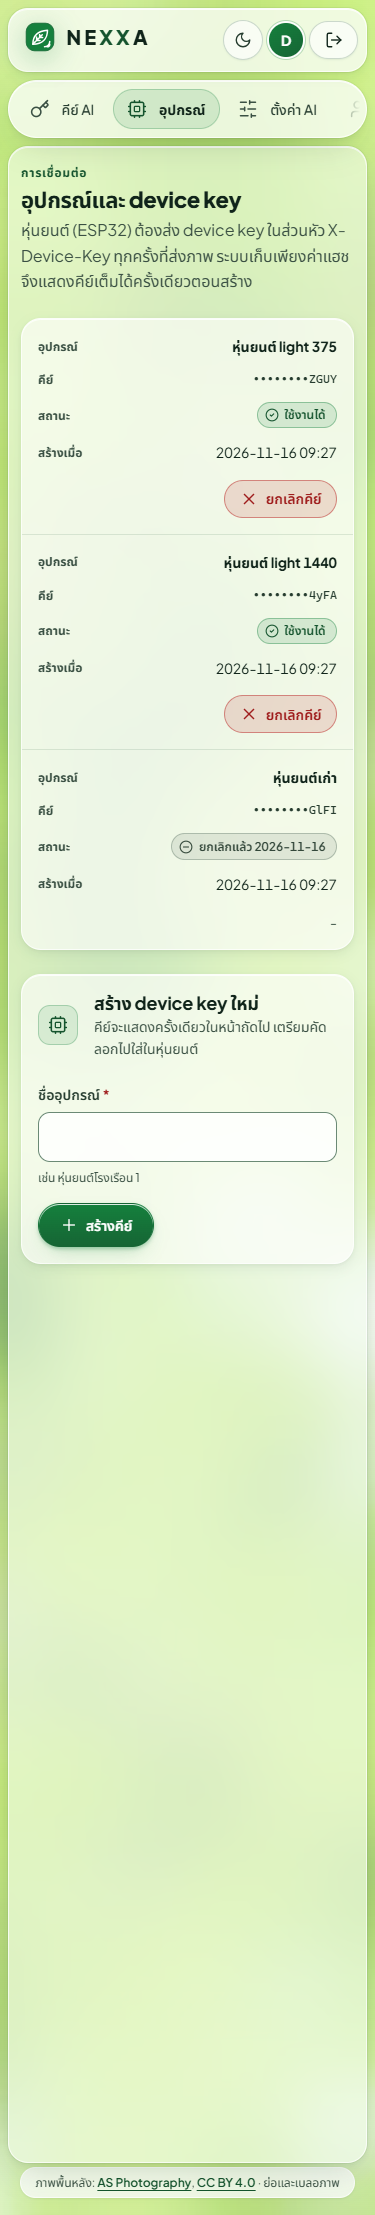 NEXXA
D
คีย์ AI
อุปกรณ์
ตั้งค่า AI
การเชื่อมต่อ
อุปกรณ์และ device key
หุ่นยนต์ (ESP32) ต้องส่ง device key ในส่วนหัว X-
Device-Key ทุกครั้งที่ส่งภาพ ระบบเก็บเพียงค่าแฮช
จึงแสดงคีย์เต็มได้ครั้งเดียวตอนสร้าง
อุปกรณ์ หุ่นยนต์ light 375
คีย์ ••••••••ZGUY
สถานะ ใช้งานได้
สร้างเมื่อ 2026-11-16 09:27
ยกเลิกคีย์
อุปกรณ์ หุ่นยนต์ light 1440
คีย์ ••••••••4yFA
สถานะ ใช้งานได้
สร้างเมื่อ 2026-11-16 09:27
ยกเลิกคีย์
อุปกรณ์ หุ่นยนต์เก่า
คีย์ ••••••••GlFI
สถานะ ยกเลิกแล้ว 2026-11-16
สร้างเมื่อ 2026-11-16 09:27
–
สร้าง device key ใหม่
คีย์จะแสดงครั้งเดียวในหน้าถัดไป เตรียมคัด
ลอกไปใส่ในหุ่นยนต์
ชื่ออุปกรณ์ *
เช่น หุ่นยนต์โรงเรือน 1
สร้างคีย์
ภาพพื้นหลัง: AS Photography, CC BY 4.0 · ย่อและเบลอภาพ